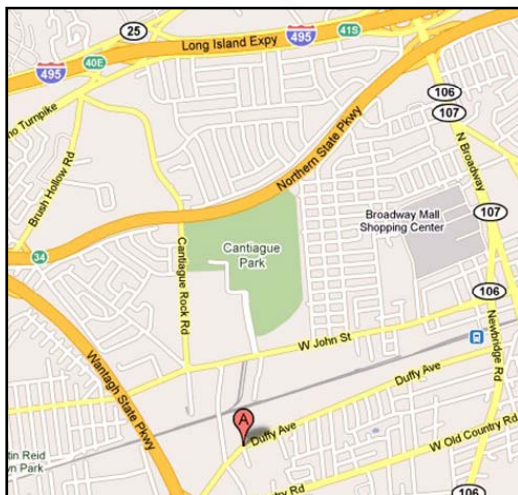 25
Long Island Expy
495
41S
495
40E
no Turnpike
106
107
N Broadway
Northern State Pkwy
Brush Hollow Rd
Broadway Mall
Shopping Center
107
Cantiague
Park
Cantiague Rock Rd
34
106
W John St
Newbridge Rd
Wantagh State Pkwy
Duffy Ave
A
Duffy Ave
W Old Country Rd
tin Reid
wn Park
try Rd
106